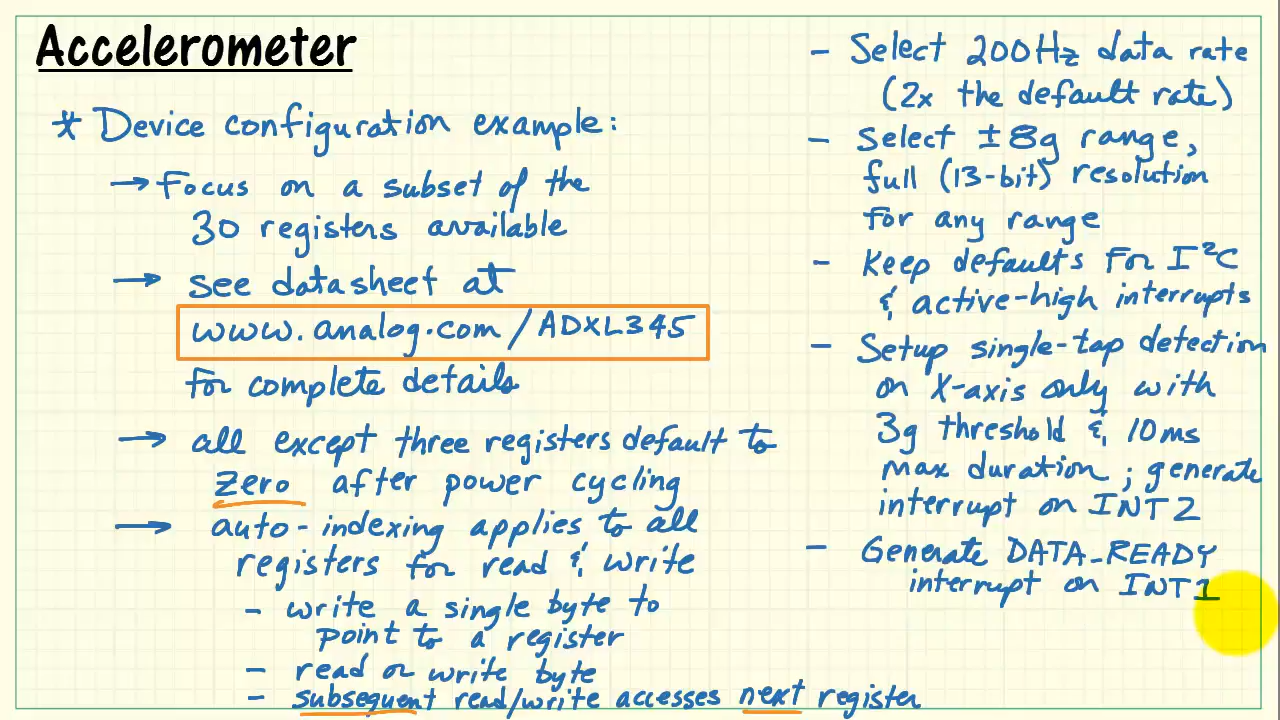 Accelerometer
* Device configuration example:
→ Focus on a subset of the
30 registers available
→ see datasheet at
www.analog.com/ADXL345
for complete details
→ all except three registers default to
zero after power cycling
→ auto-indexing applies to all
registers for read & write
- write a single byte to
point to a register
- read or write byte
- subsequent read/write accesses next register
- Select 200Hz data rate
(2x the default rate)
- Select ±8g range,
full (13-bit) resolution
for any range
- Keep defaults for I²C
& active-high interrupts
- Setup single-tap detection
on X-axis only with
3g threshold & 10ms
max duration; generate
interrupt on INT2
- Generate DATA_READY
interrupt on INT1